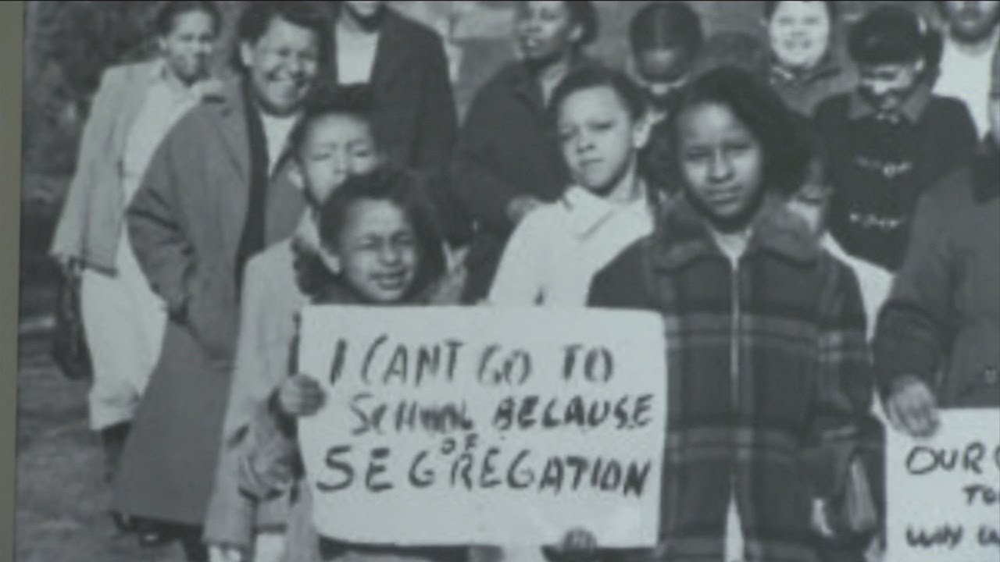 I CANT GO TO
SCHOOL BECAUSE
OF
SEGREGATION
OUR
TO
WHY